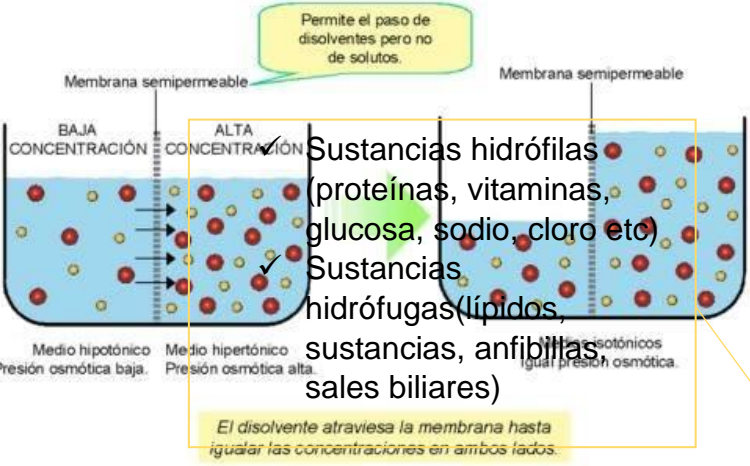 Permite el paso de
disolventes pero no
de solutos.
Membrana semipermeable
Membrana semipermeable
BAJA
CONCENTRACIÓN
ALTA
CONCENTRACIÓN
✓ Sustancias hidrófilas
(proteínas, vitaminas,
glucosa, sodio, cloro etc)
✓ Sustancias
hidrófugas(lípidos,
sustancias, anfibillas,
sales biliares)
Medio hipotónico
Presión osmótica baja.
Medio hipertónico
Presión osmótica alta.
Medios isotónicos
Igual presión osmótica.
El disolvente atraviesa la membrana hasta
igualar las concentraciones en ambos lados.